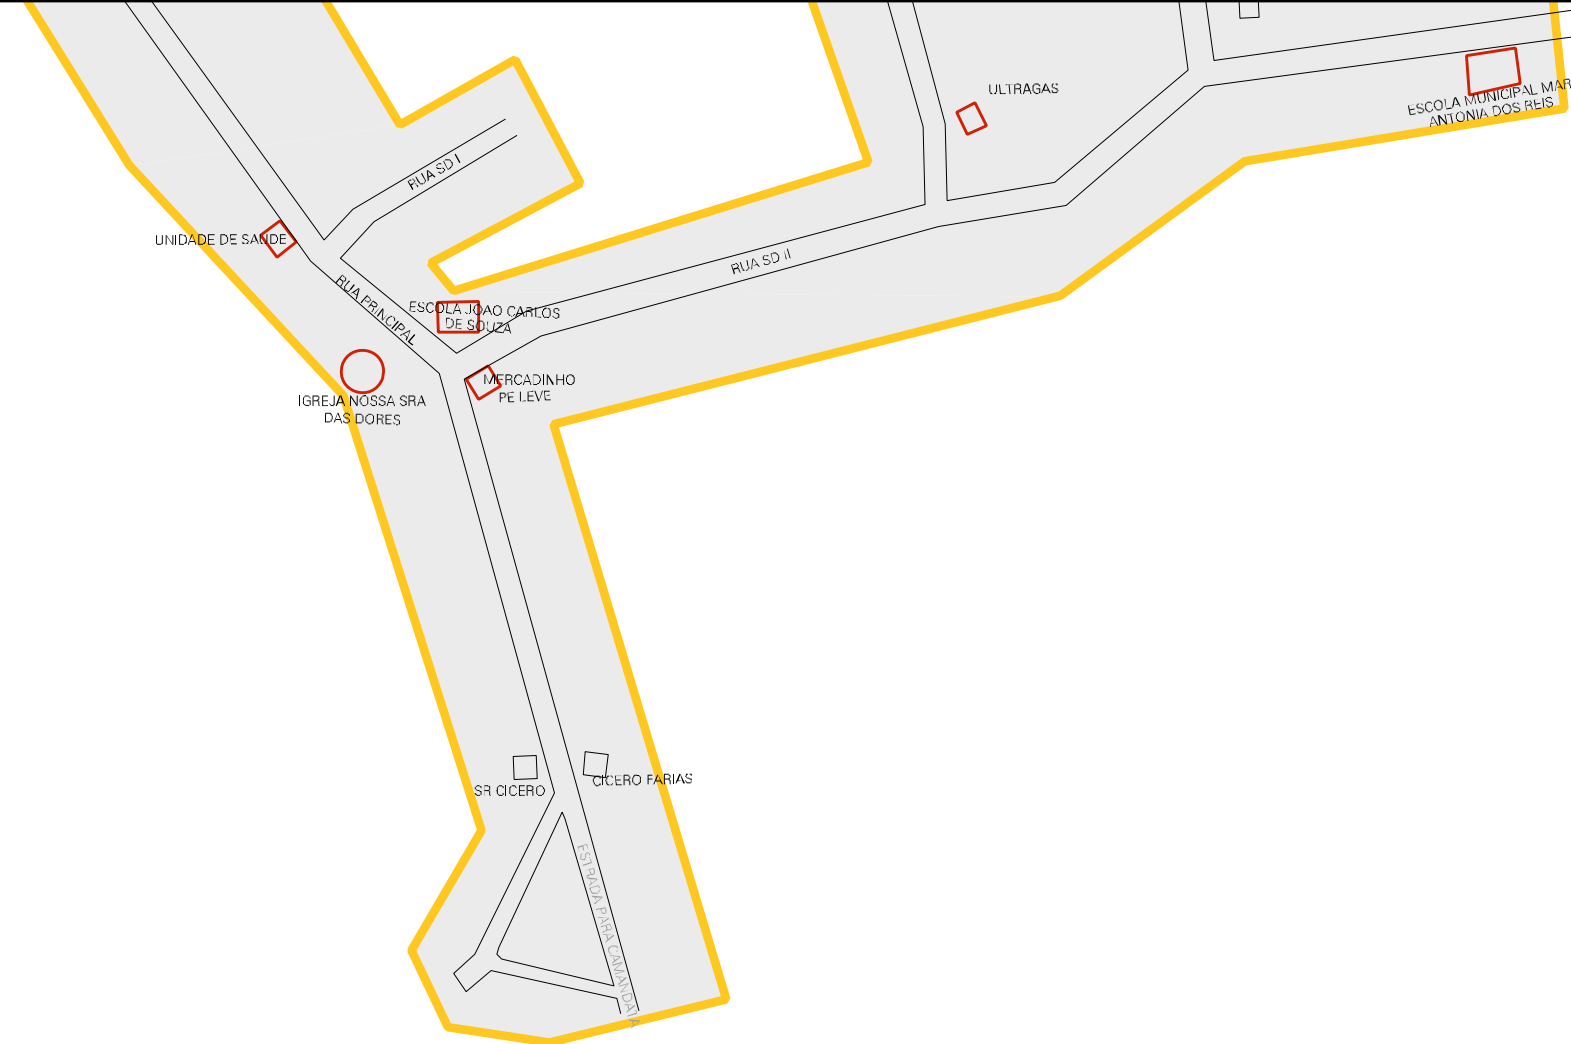 ULTRAGAS
ESCOLA MUNICIPAL MAR
ANTONIA DOS REIS
RUA SD I
UNIDADE DE SAUDE
RUA SD II
RUA PRINCIPAL
ESCOLA JOAO CARLOS
DE SOUZA
MERCADINHO
PE LEVE
IGREJA NOSSA SRA
DAS DORES
SR CICERO
CICERO FARIAS
ESTRADA PARA CAMANDATA